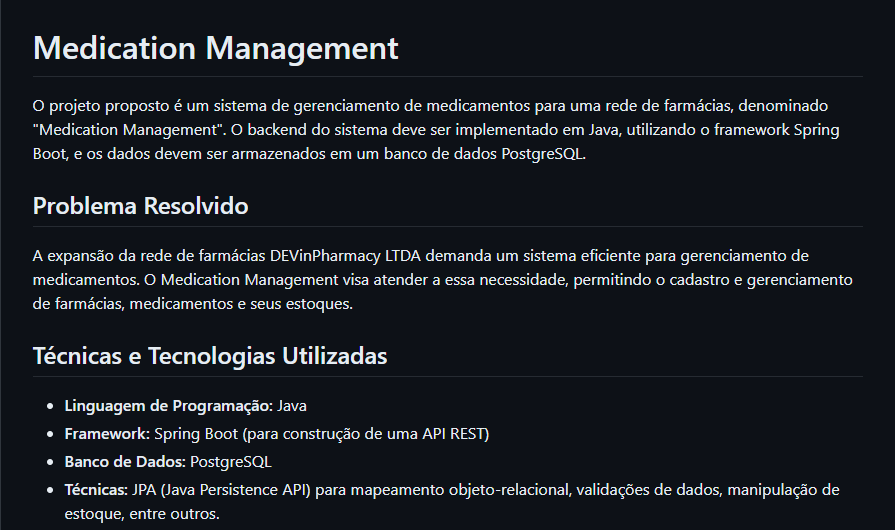 Medication Management
O projeto proposto é um sistema de gerenciamento de medicamentos para uma rede de farmácias, denominado
"Medication Management". O backend do sistema deve ser implementado em Java, utilizando o framework Spring
Boot, e os dados devem ser armazenados em um banco de dados PostgreSQL.
Problema Resolvido
A expansão da rede de farmácias DEVinPharmacy LTDA demanda um sistema eficiente para gerenciamento de
medicamentos. O Medication Management visa atender a essa necessidade, permitindo o cadastro e gerenciamento
de farmácias, medicamentos e seus estoques.
Técnicas e Tecnologias Utilizadas
• Linguagem de Programação: Java
• Framework: Spring Boot (para construção de uma API REST)
• Banco de Dados: PostgreSQL
• Técnicas: JPA (Java Persistence API) para mapeamento objeto-relacional, validações de dados, manipulação de
estoque, entre outros.